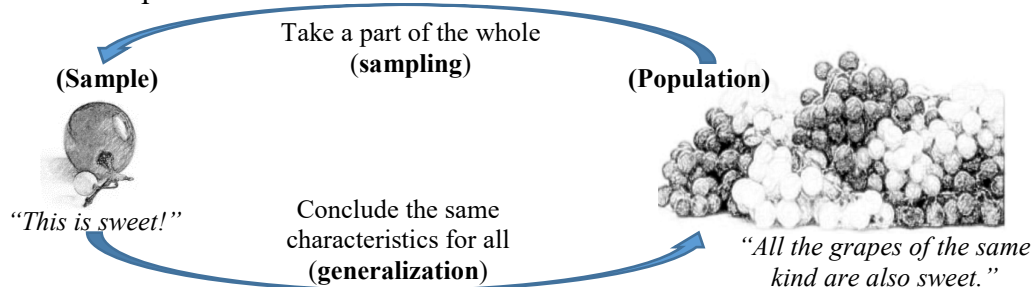 Take a part of the whole
(sampling)
(Sample)
(Population)
“This is sweet!”
Conclude the same
characteristics for all
(generalization)
“All the grapes of the same
kind are also sweet.”